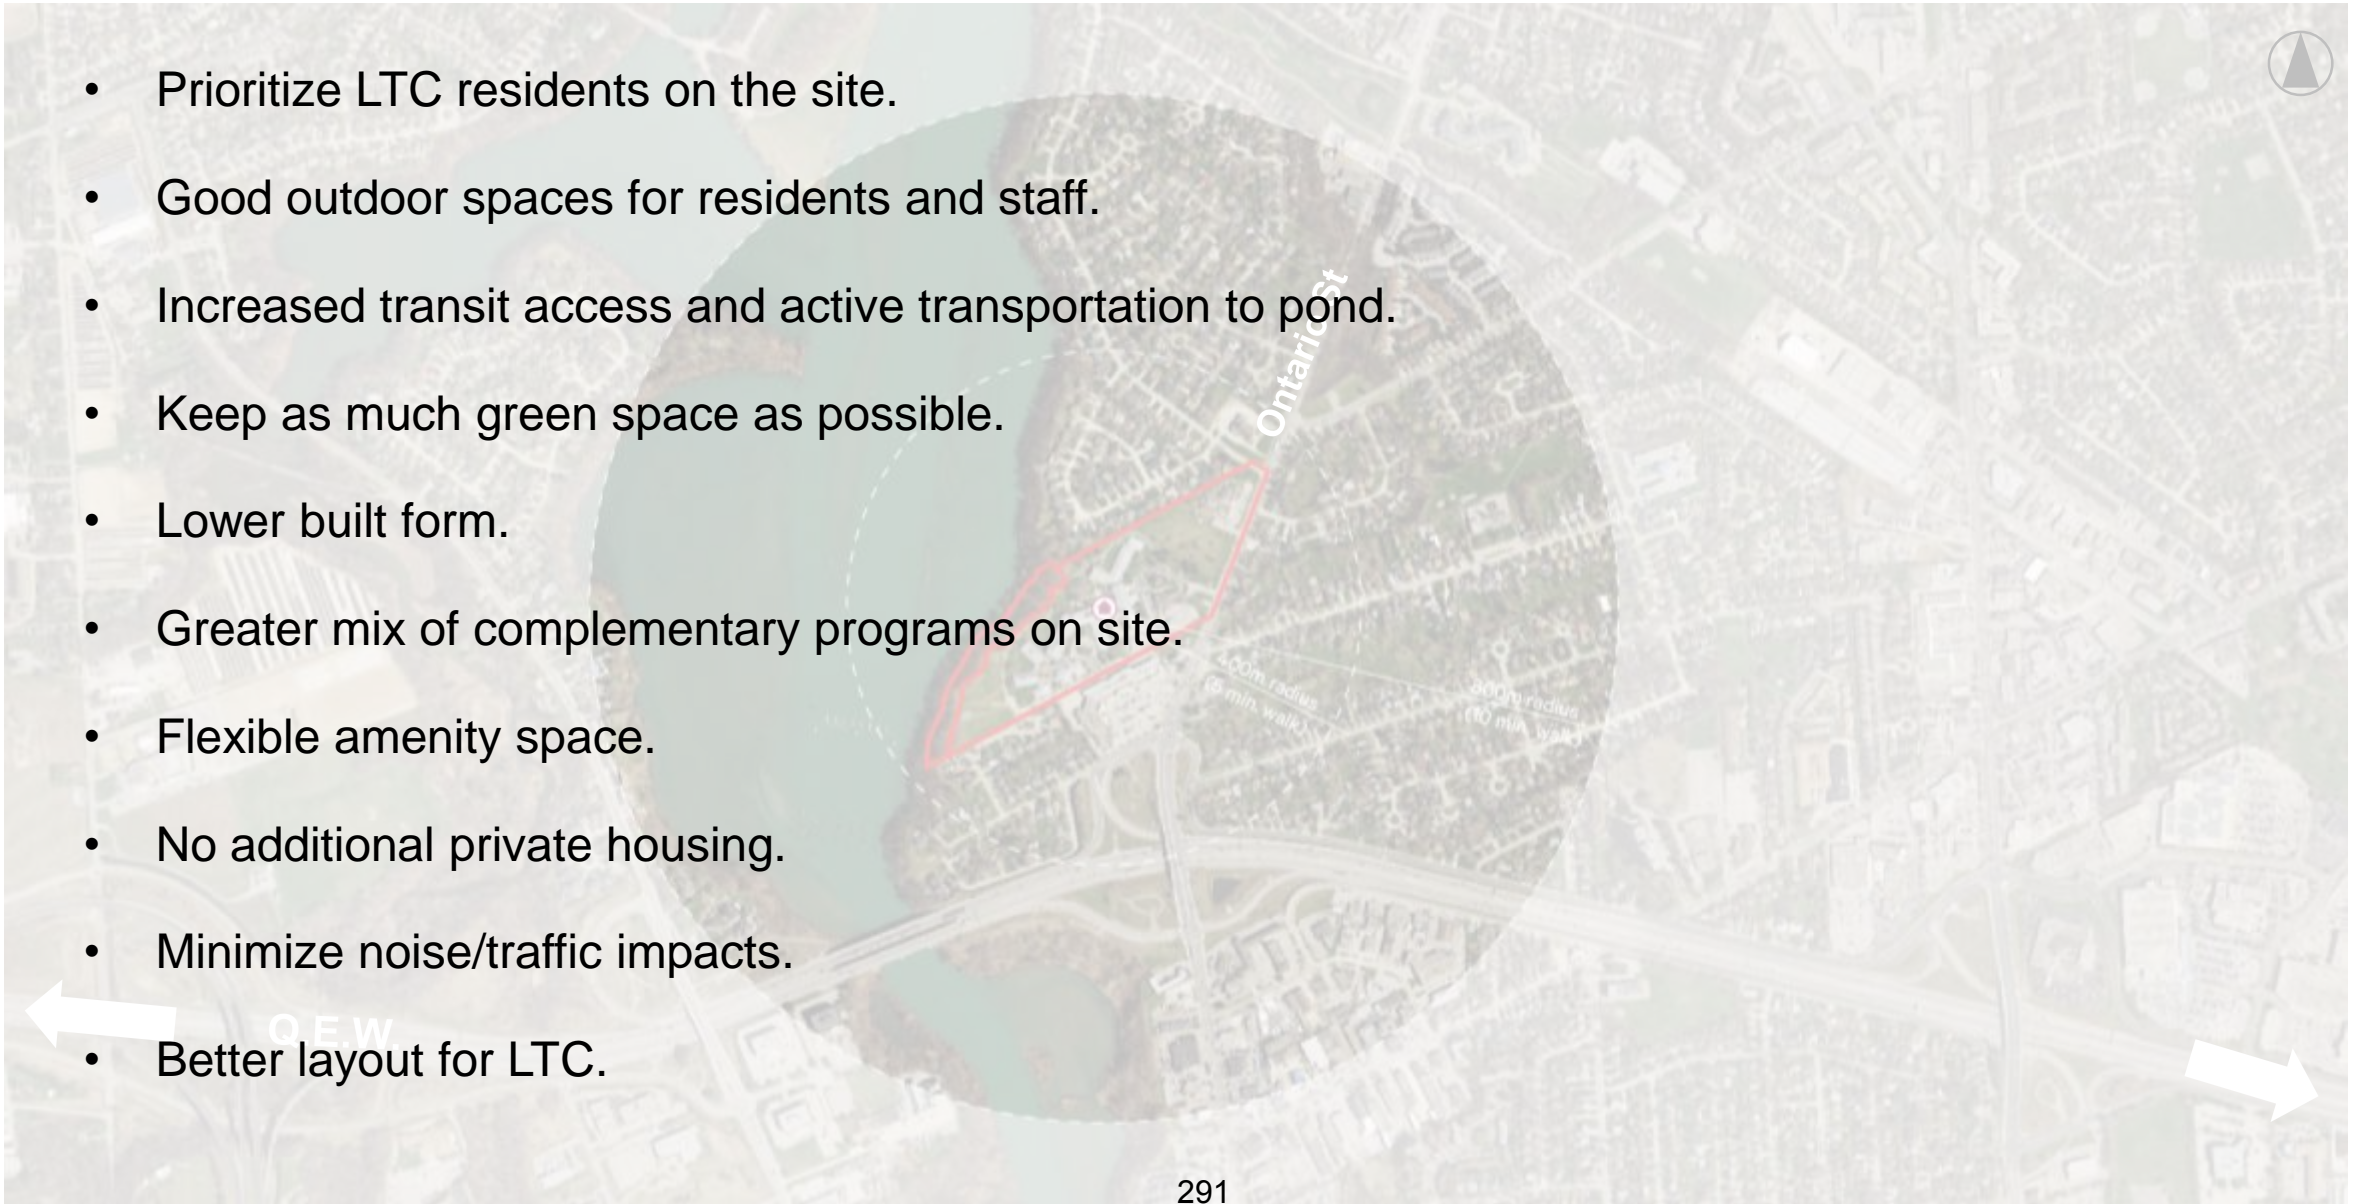 • Prioritize LTC residents on the site.
• Good outdoor spaces for residents and staff.
• Increased transit access and active transportation to pond.
• Keep as much green space as possible.
• Lower built form.
• Greater mix of complementary programs on site.
• Flexible amenity space.
• No additional private housing.
• Minimize noise/traffic impacts.
• Better layout for LTC.
Ontario St
400m radius
(5 min. walk)
800m radius
(10 min. walk)
Q.E.W.
291